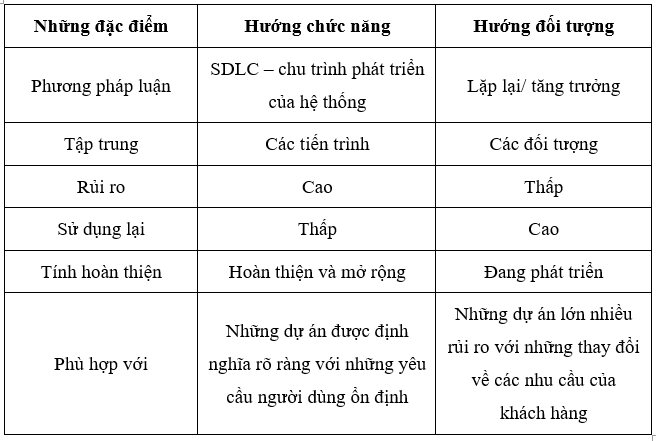 Những đặc điểm Hướng chức năng Hướng đối tượng
Phương pháp luận
SDLC – chu trình phát triển
của hệ thống
Lặp lại/ tăng trưởng
Tập trung Các tiến trình Các đối tượng
Rủi ro Cao Thấp
Sử dụng lại Thấp Cao
Tính hoàn thiện Hoàn thiện và mở rộng Đang phát triển
Phù hợp với
Những dự án được định
nghĩa rõ ràng với những yêu
cầu người dùng ổn định
Những dự án lớn nhiều
rủi ro với những thay đổi
về các nhu cầu của
khách hàng